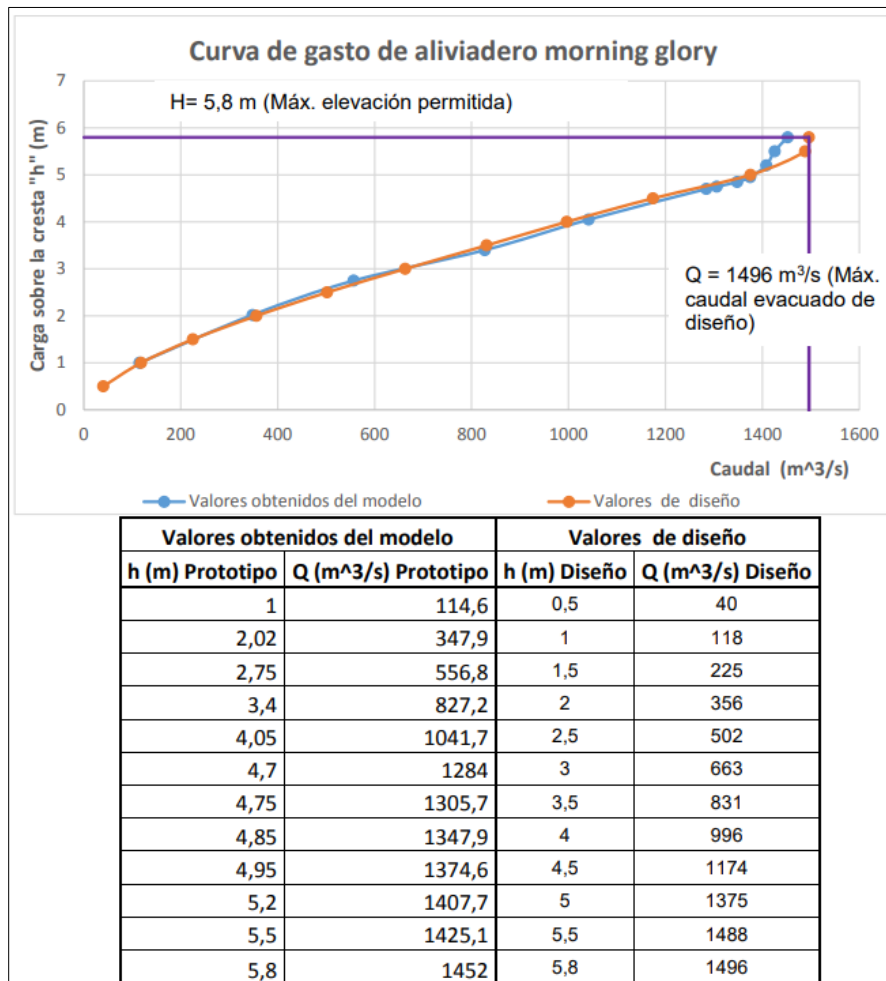 Curva de gasto de aliviadero morning glory
7
6
5
4
3
2
1
0
Carga sobre la cresta "h" (m)
H= 5,8 m (Máx. elevación permitida)
Q = 1496 m³/s (Máx.
caudal evacuado de
diseño)
0 200 400 600 800 1000 1200 1400 1600
Caudal (m^3/s)
Valores obtenidos del modelo Valores de diseño
Valores obtenidos del modelo Valores de diseño
h (m) Prototipo Q (m^3/s) Prototipo h (m) Diseño Q (m^3/s) Diseño
1 114,6 0,5 40
2,02 347,9 1 118
2,75 556,8 1,5 225
3,4 827,2 2 356
4,05 1041,7 2,5 502
4,7 1284 3 663
4,75 1305,7 3,5 831
4,85 1347,9 4 996
4,95 1374,6 4,5 1174
5,2 1407,7 5 1375
5,5 1425,1 5,5 1488
5,8 1452 5,8 1496